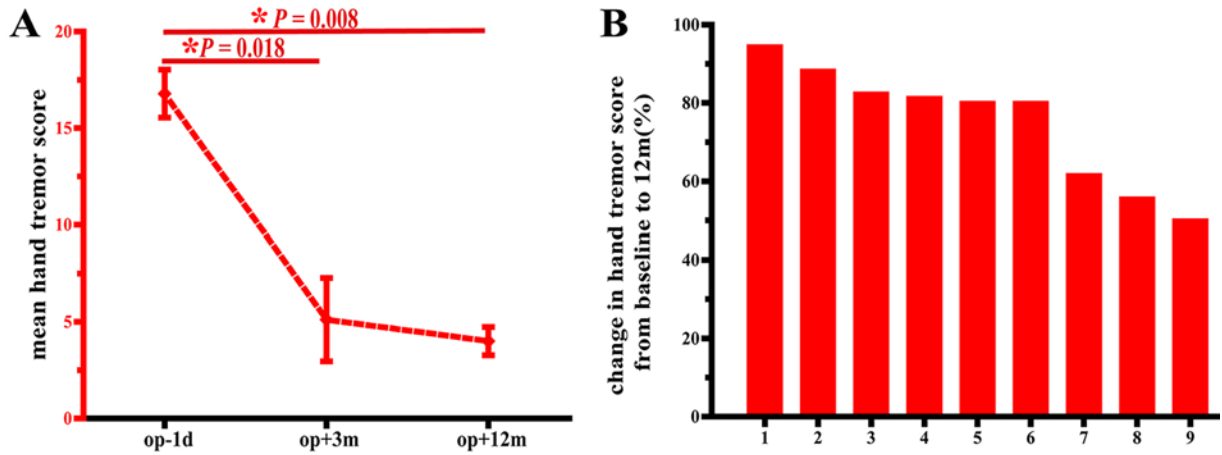 A
* P = 0.008
*P = 0.018
20
15
10
5
0
mean hand tremor score
op-1d
op+3m
op+12m
B
100
80
60
40
20
0
change in hand tremor score
from baseline to 12m(%)
1 2 3 4 5 6 7 8 9